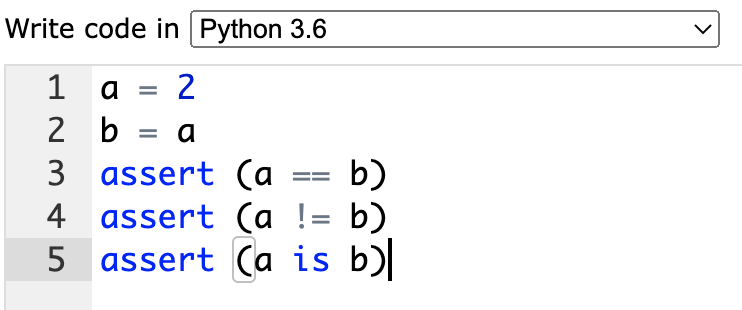 Write code in Python 3.6
1 a = 2
2 b = a
3 assert (a == b)
4 assert (a != b)
5 assert (a is b)